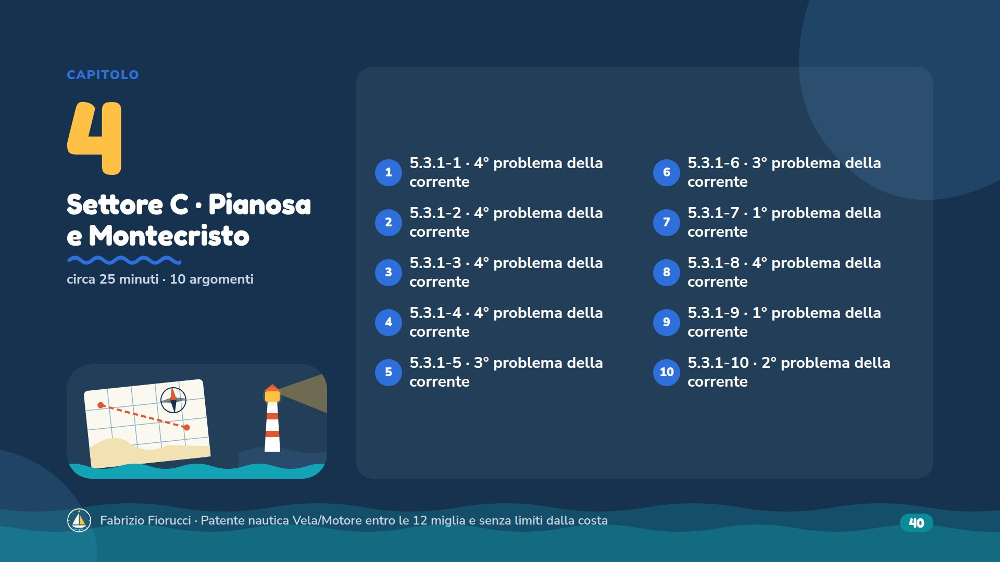 CAPITOLO
4
Settore C · Pianosa
e Montecristo
circa 25 minuti · 10 argomenti
1
5.3.1-1 · 4° problema della
corrente
2
5.3.1-2 · 4° problema della
corrente
3
5.3.1-3 · 4° problema della
corrente
4
5.3.1-4 · 4° problema della
corrente
5
5.3.1-5 · 3° problema della
corrente
6
5.3.1-6 · 3° problema della
corrente
7
5.3.1-7 · 1° problema della
corrente
8
5.3.1-8 · 4° problema della
corrente
9
5.3.1-9 · 1° problema della
corrente
10
5.3.1-10 · 2° problema della
corrente
Fabrizio Fiorucci · Patente nautica Vela/Motore entro le 12 miglia e senza limiti dalla costa
40